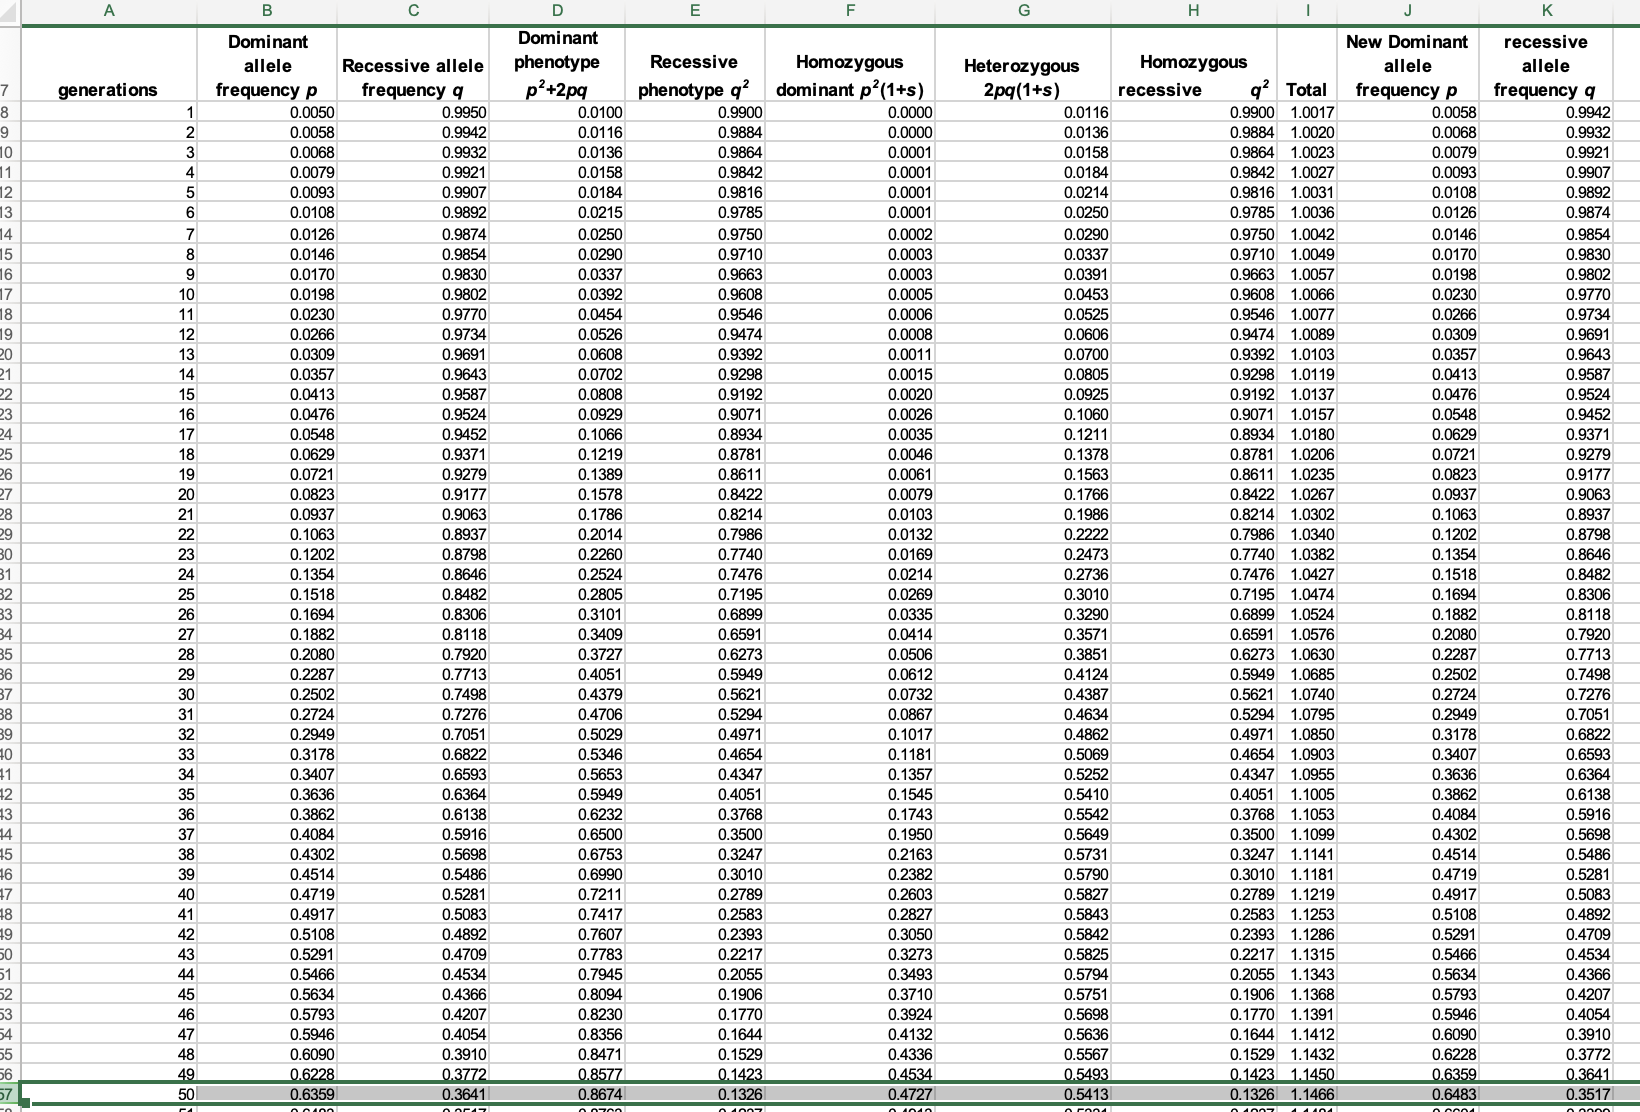 A B C D E F G H I J K
7 generations Dominant allele frequency p Recessive allele frequency q Dominant phenotype p²+2pq Recessive phenotype q² Homozygous dominant p²(1+s) Heterozygous 2pq(1+s) Homozygous recessive q² Total New Dominant allele frequency p recessive allele frequency q
8 1 0.0050 0.9950 0.0100 0.9900 0.0000 0.0116 0.9900 1.0017 0.0058 0.9942
9 2 0.0058 0.9942 0.0116 0.9884 0.0000 0.0136 0.9884 1.0020 0.0068 0.9932
10 3 0.0068 0.9932 0.0136 0.9864 0.0001 0.0158 0.9864 1.0023 0.0079 0.9921
11 4 0.0079 0.9921 0.0158 0.9842 0.0001 0.0184 0.9842 1.0027 0.0093 0.9907
12 5 0.0093 0.9907 0.0184 0.9816 0.0001 0.0214 0.9816 1.0031 0.0108 0.9892
13 6 0.0108 0.9892 0.0215 0.9785 0.0001 0.0250 0.9785 1.0036 0.0126 0.9874
14 7 0.0126 0.9874 0.0250 0.9750 0.0002 0.0290 0.9750 1.0042 0.0146 0.9854
15 8 0.0146 0.9854 0.0290 0.9710 0.0003 0.0337 0.9710 1.0049 0.0170 0.9830
16 9 0.0170 0.9830 0.0337 0.9663 0.0003 0.0391 0.9663 1.0057 0.0198 0.9802
17 10 0.0198 0.9802 0.0392 0.9608 0.0005 0.0453 0.9608 1.0066 0.0230 0.9770
18 11 0.0230 0.9770 0.0454 0.9546 0.0006 0.0525 0.9546 1.0077 0.0266 0.9734
19 12 0.0266 0.9734 0.0526 0.9474 0.0008 0.0606 0.9474 1.0089 0.0309 0.9691
20 13 0.0309 0.9691 0.0608 0.9392 0.0011 0.0700 0.9392 1.0103 0.0357 0.9643
21 14 0.0357 0.9643 0.0702 0.9298 0.0015 0.0805 0.9298 1.0119 0.0413 0.9587
22 15 0.0413 0.9587 0.0808 0.9192 0.0020 0.0925 0.9192 1.0137 0.0476 0.9524
23 16 0.0476 0.9524 0.0929 0.9071 0.0026 0.1060 0.9071 1.0157 0.0548 0.9452
24 17 0.0548 0.9452 0.1066 0.8934 0.0035 0.1211 0.8934 1.0180 0.0629 0.9371
25 18 0.0629 0.9371 0.1219 0.8781 0.0046 0.1378 0.8781 1.0206 0.0721 0.9279
26 19 0.0721 0.9279 0.1389 0.8611 0.0061 0.1563 0.8611 1.0235 0.0823 0.9177
27 20 0.0823 0.9177 0.1578 0.8422 0.0079 0.1766 0.8422 1.0267 0.0937 0.9063
28 21 0.0937 0.9063 0.1786 0.8214 0.0103 0.1986 0.8214 1.0302 0.1063 0.8937
29 22 0.1063 0.8937 0.2014 0.7986 0.0132 0.2222 0.7986 1.0340 0.1202 0.8798
30 23 0.1202 0.8798 0.2260 0.7740 0.0169 0.2473 0.7740 1.0382 0.1354 0.8646
31 24 0.1354 0.8646 0.2524 0.7476 0.0214 0.2736 0.7476 1.0427 0.1518 0.8482
32 25 0.1518 0.8482 0.2805 0.7195 0.0269 0.3010 0.7195 1.0474 0.1694 0.8306
33 26 0.1694 0.8306 0.3101 0.6899 0.0335 0.3290 0.6899 1.0524 0.1882 0.8118
34 27 0.1882 0.8118 0.3409 0.6591 0.0414 0.3571 0.6591 1.0576 0.2080 0.7920
35 28 0.2080 0.7920 0.3727 0.6273 0.0506 0.3851 0.6273 1.0630 0.2287 0.7713
36 29 0.2287 0.7713 0.4051 0.5949 0.0612 0.4124 0.5949 1.0685 0.2502 0.7498
37 30 0.2502 0.7498 0.4379 0.5621 0.0732 0.4387 0.5621 1.0740 0.2724 0.7276
38 31 0.2724 0.7276 0.4706 0.5294 0.0867 0.4634 0.5294 1.0795 0.2949 0.7051
39 32 0.2949 0.7051 0.5029 0.4971 0.1017 0.4862 0.4971 1.0850 0.3178 0.6822
40 33 0.3178 0.6822 0.5346 0.4654 0.1181 0.5069 0.4654 1.0903 0.3407 0.6593
41 34 0.3407 0.6593 0.5653 0.4347 0.1357 0.5252 0.4347 1.0955 0.3636 0.6364
42 35 0.3636 0.6364 0.5949 0.4051 0.1545 0.5410 0.4051 1.1005 0.3862 0.6138
43 36 0.3862 0.6138 0.6232 0.3768 0.1743 0.5542 0.3768 1.1053 0.4084 0.5916
44 37 0.4084 0.5916 0.6500 0.3500 0.1950 0.5649 0.3500 1.1099 0.4302 0.5698
45 38 0.4302 0.5698 0.6753 0.3247 0.2163 0.5731 0.3247 1.1141 0.4514 0.5486
46 39 0.4514 0.5486 0.6990 0.3010 0.2382 0.5790 0.3010 1.1181 0.4719 0.5281
47 40 0.4719 0.5281 0.7211 0.2789 0.2603 0.5827 0.2789 1.1219 0.4917 0.5083
48 41 0.4917 0.5083 0.7417 0.2583 0.2827 0.5843 0.2583 1.1253 0.5108 0.4892
49 42 0.5108 0.4892 0.7607 0.2393 0.3050 0.5842 0.2393 1.1286 0.5291 0.4709
50 43 0.5291 0.4709 0.7783 0.2217 0.3273 0.5825 0.2217 1.1315 0.5466 0.4534
51 44 0.5466 0.4534 0.7945 0.2055 0.3493 0.5794 0.2055 1.1343 0.5634 0.4366
52 45 0.5634 0.4366 0.8094 0.1906 0.3710 0.5751 0.1906 1.1368 0.5793 0.4207
53 46 0.5793 0.4207 0.8230 0.1770 0.3924 0.5698 0.1770 1.1391 0.5946 0.4054
54 47 0.5946 0.4054 0.8356 0.1644 0.4132 0.5636 0.1644 1.1412 0.6090 0.3910
55 48 0.6090 0.3910 0.8471 0.1529 0.4336 0.5567 0.1529 1.1432 0.6228 0.3772
56 49 0.6228 0.3772 0.8577 0.1423 0.4534 0.5493 0.1423 1.1450 0.6359 0.3641
57 50 0.6359 0.3641 0.8674 0.1326 0.4727 0.5413 0.1326 1.1466 0.6483 0.3517